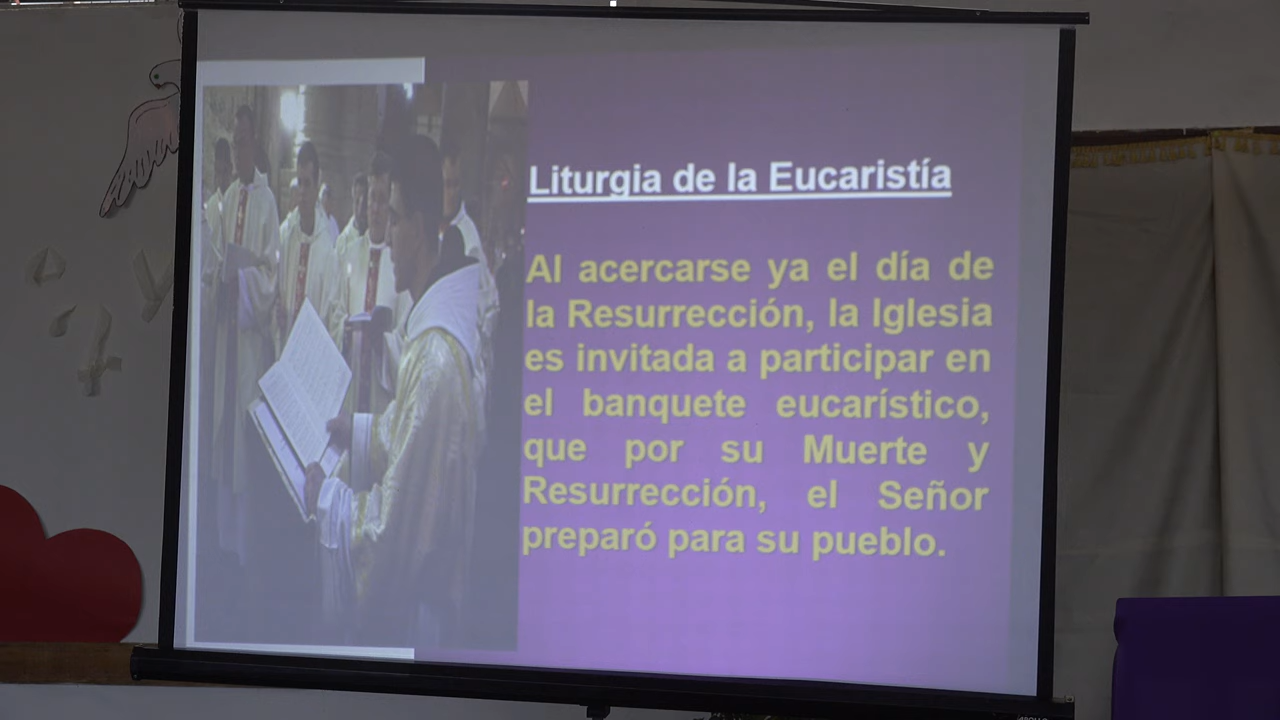 Liturgia de la Eucaristía
Al acercarse ya el día de
la Resurrección, la Iglesia
es invitada a participar en
el banquete eucarístico,
que por su Muerte y
Resurrección, el Señor
preparó para su pueblo.